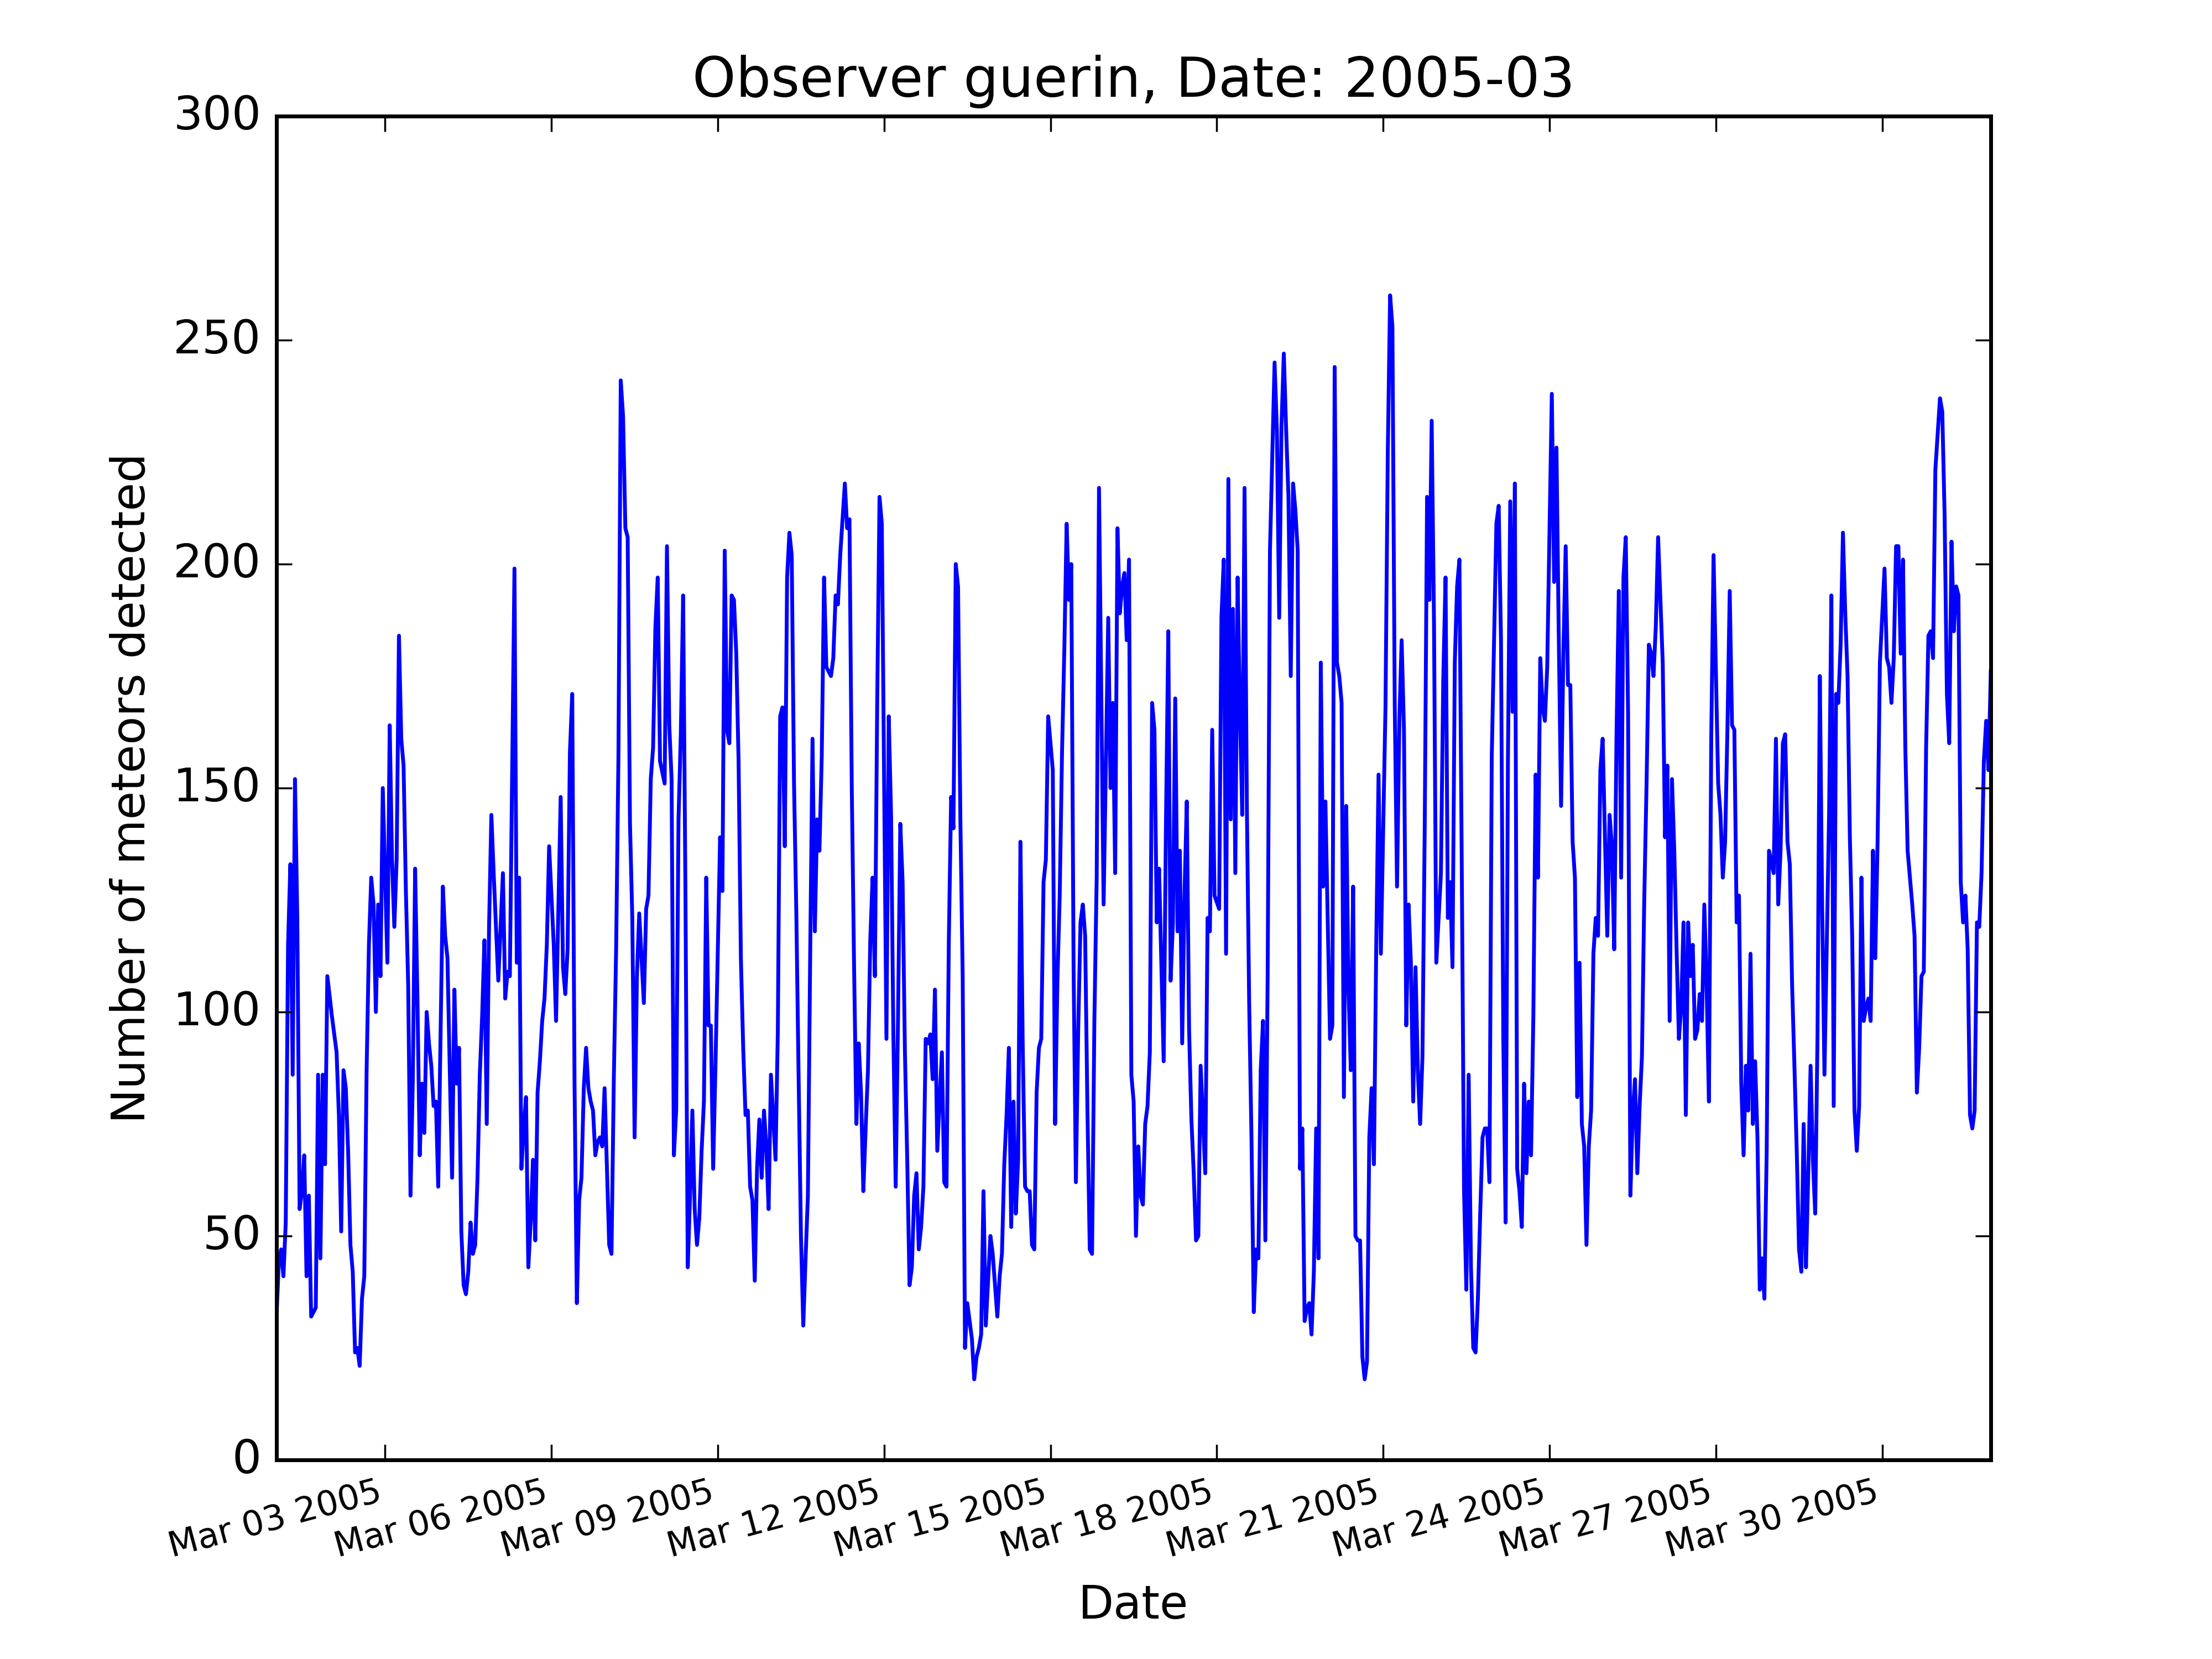 Observer guerin, Date: 2005-03
300
250
200
150
100
50
0
Number of meteors detected
Mar 03 2005
Mar 06 2005
Mar 09 2005
Mar 12 2005
Mar 15 2005
Mar 18 2005
Mar 21 2005
Mar 24 2005
Mar 27 2005
Mar 30 2005
Date